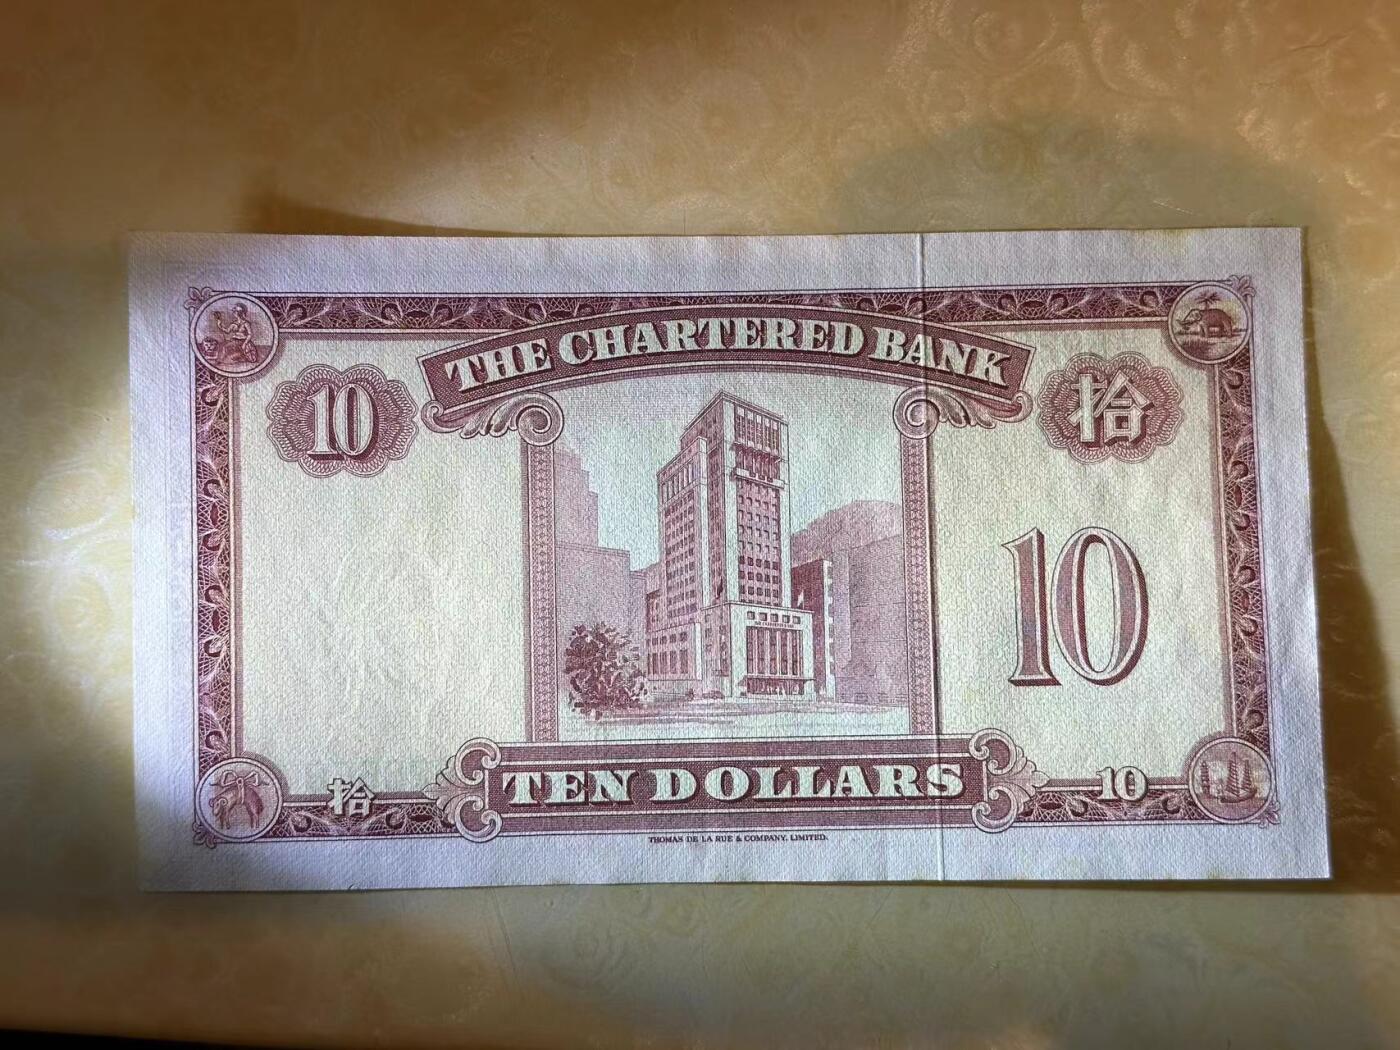 THE CHARTERED BANK
10
拾
10
拾
TEN DOLLARS
10
THOMAS DE LA RUE & COMPANY, LIMITED.